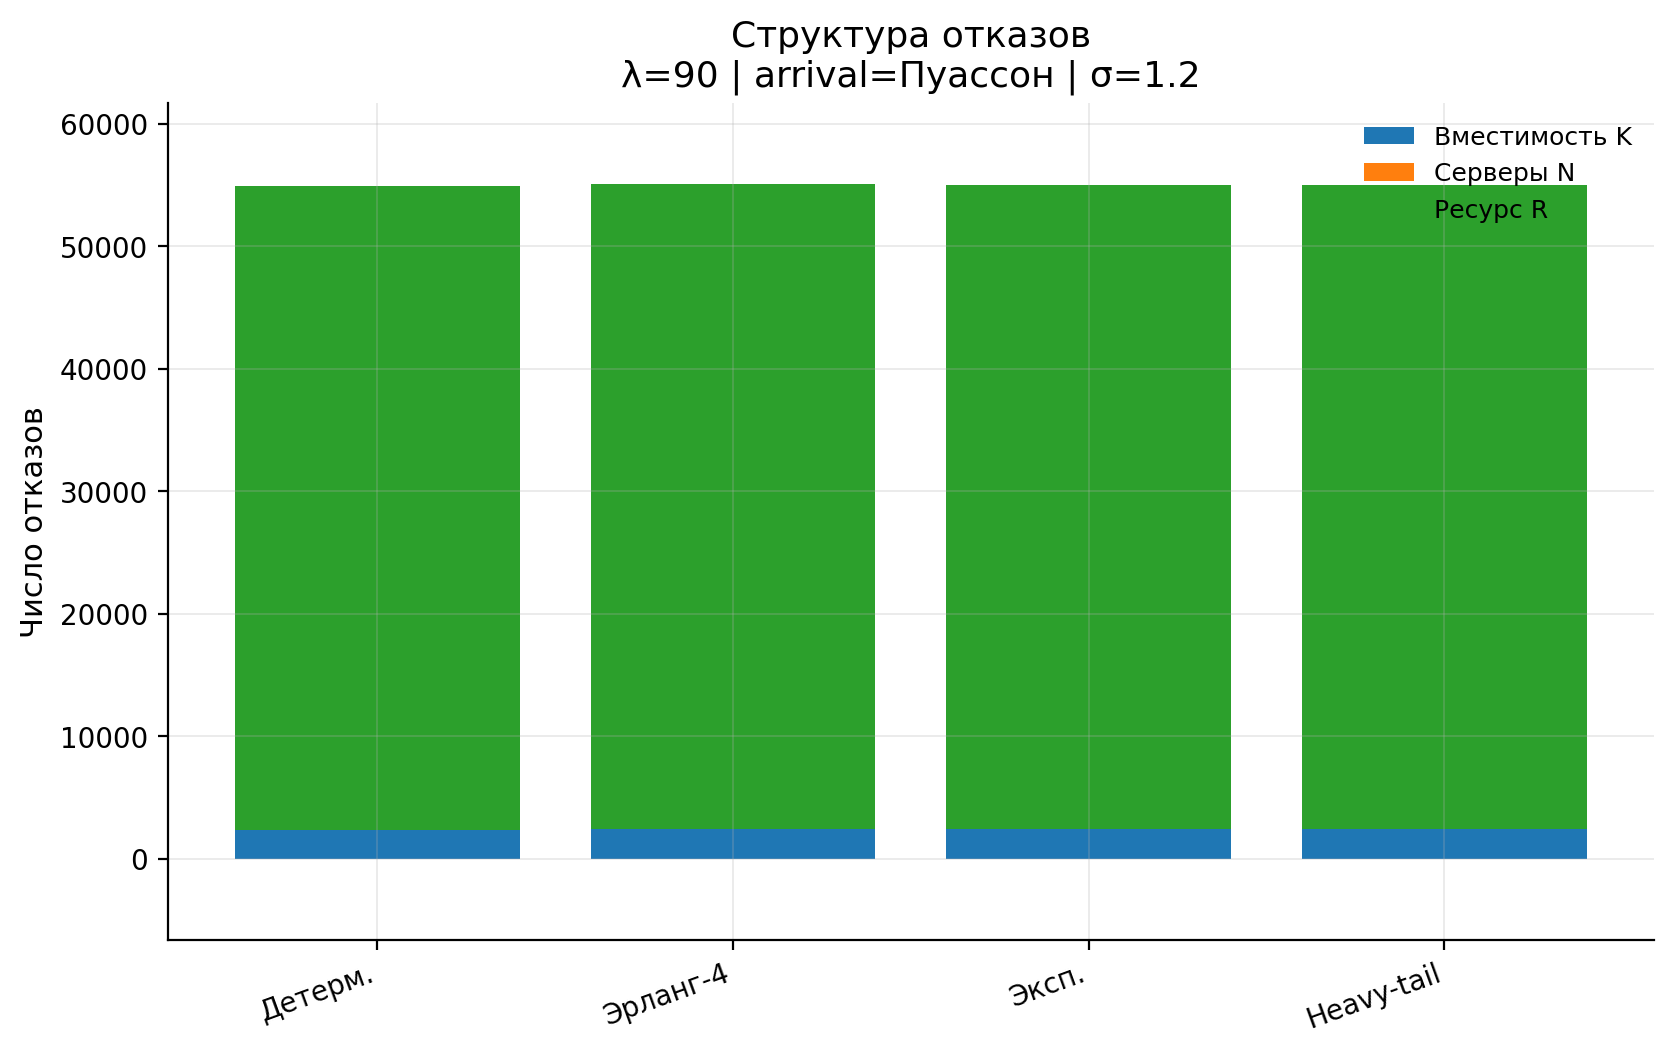 Структура отказов
λ=90 | arrival=Пуассон | σ=1.2
Вместимость K
Серверы N
Ресурс R
Число отказов
60000
50000
40000
30000
20000
10000
0
Детерм.
Эрланг-4
Эксп.
Heavy-tail